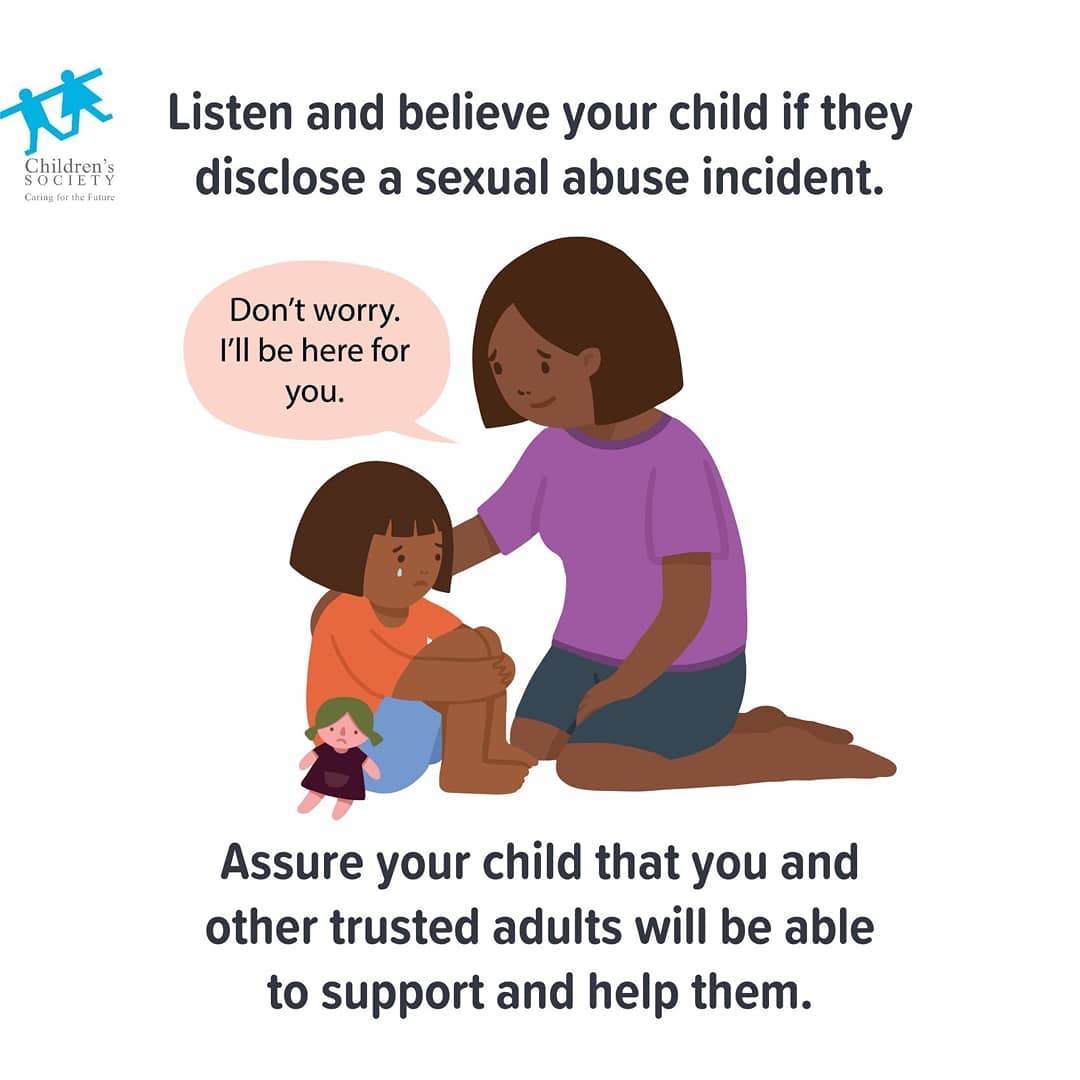 Children's
SOCIETY
Caring for the Future
Listen and believe your child if they
disclose a sexual abuse incident.
Don't worry.
I'll be here for
you.
Assure your child that you and
other trusted adults will be able
to support and help them.